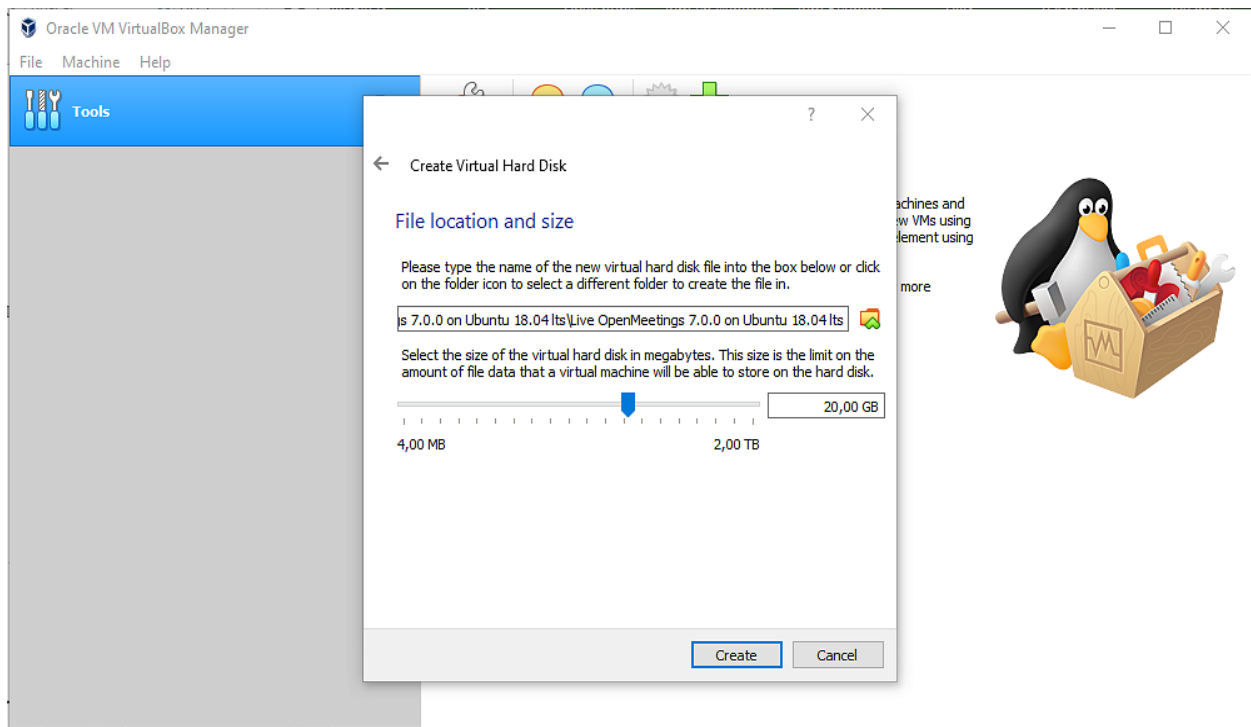 Oracle VM VirtualBox Manager
File Machine Help
Tools
?
Create Virtual Hard Disk
File location and size
achines and
w VMs using
lement using
more
Please type the name of the new virtual hard disk file into the box below or click
on the folder icon to select a different folder to create the file in.
s 7.0.0 on Ubuntu 18.04 lts\Live OpenMeetings 7.0.0 on Ubuntu 18.04 lts
Select the size of the virtual hard disk in megabytes. This size is the limit on the
amount of file data that a virtual machine will be able to store on the hard disk.
20,00 GB
4,00 MB 2,00 TB
Create Cancel